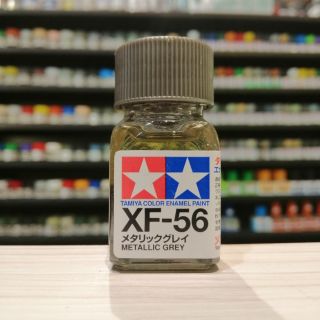 TAMIYA COLOR ENAMEL PAINT
XF-56
メタリックグレイ
METALLIC GREY